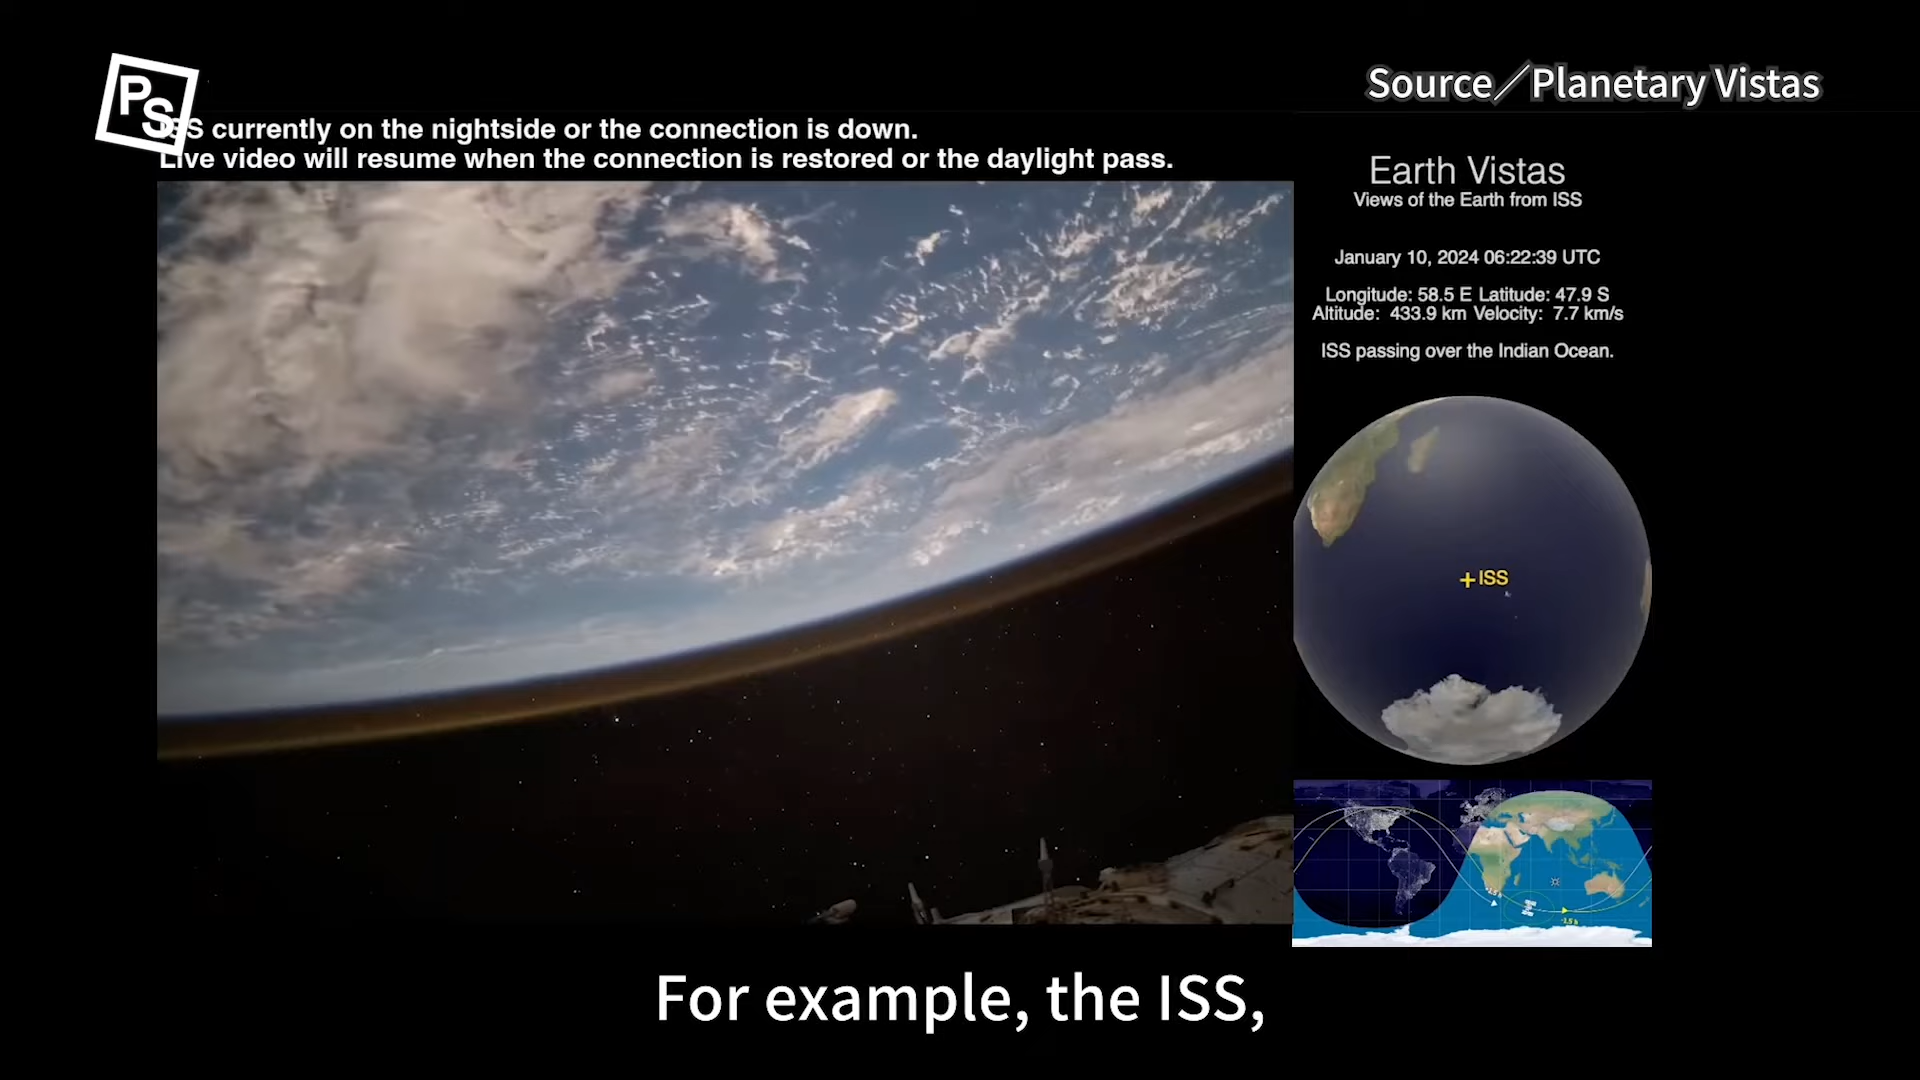 PS
Source／Planetary Vistas
ISS currently on the nightside or the connection is down.
Live video will resume when the connection is restored or the daylight pass.
Earth Vistas
Views of the Earth from ISS
January 10, 2024 06:22:39 UTC
Longitude: 58.5 E Latitude: 47.9 S
Altitude: 433.9 km Velocity: 7.7 km/s
ISS passing over the Indian Ocean.
+ISS
For example, the ISS,